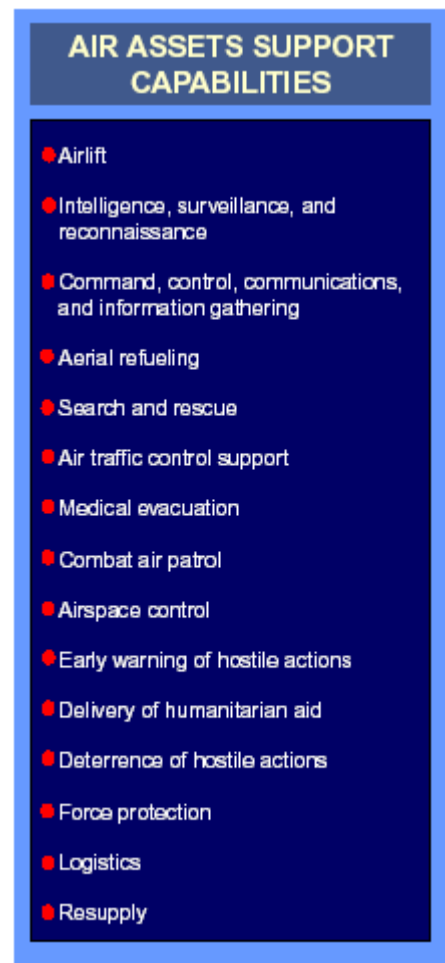 AIR ASSETS SUPPORT
CAPABILITIES
Airlift
Intelligence, surveillance, and
reconnaissance
Command, control, communications,
and information gathering
Aerial refueling
Search and rescue
Air traffic control support
Medical evacuation
Combat air patrol
Airspace control
Early warning of hostile actions
Delivery of humanitarian aid
Deterrence of hostile actions
Force protection
Logistics
Resupply